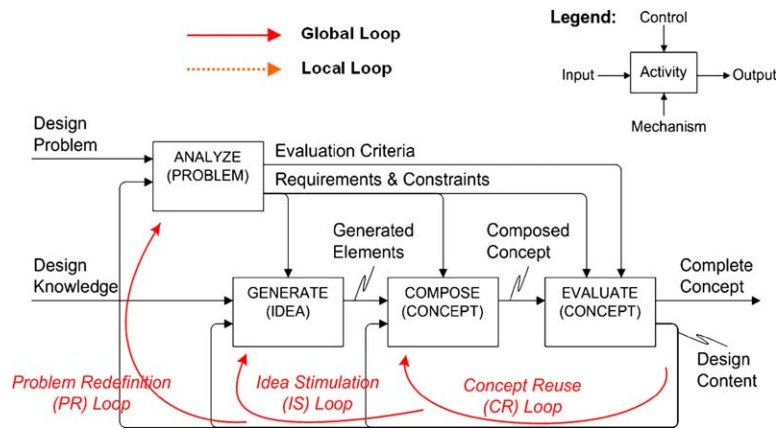 Global Loop
Local Loop
Legend:
Control
Input
Activity
Output
Mechanism
Design
Problem
ANALYZE
(PROBLEM)
Evaluation Criteria
Requirements & Constraints
Generated
Elements
Composed
Concept
Design
Knowledge
GENERATE
(IDEA)
COMPOSE
(CONCEPT)
EVALUATE
(CONCEPT)
Complete
Concept
Design
Content
Problem Redefinition
(PR) Loop
Idea Stimulation
(IS) Loop
Concept Reuse
(CR) Loop